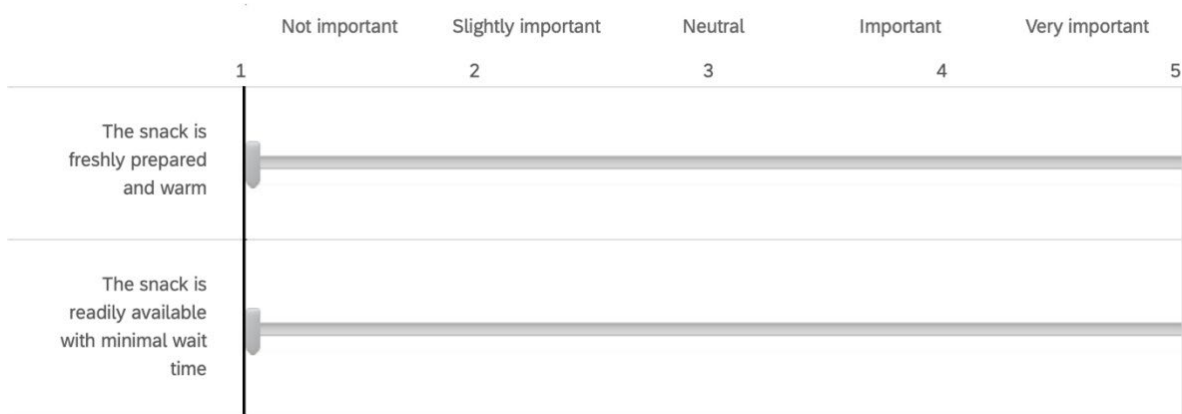 Not important Slightly important Neutral Important Very important
1 2 3 4 5
The snack is
freshly prepared
and warm
The snack is
readily available
with minimal wait
time